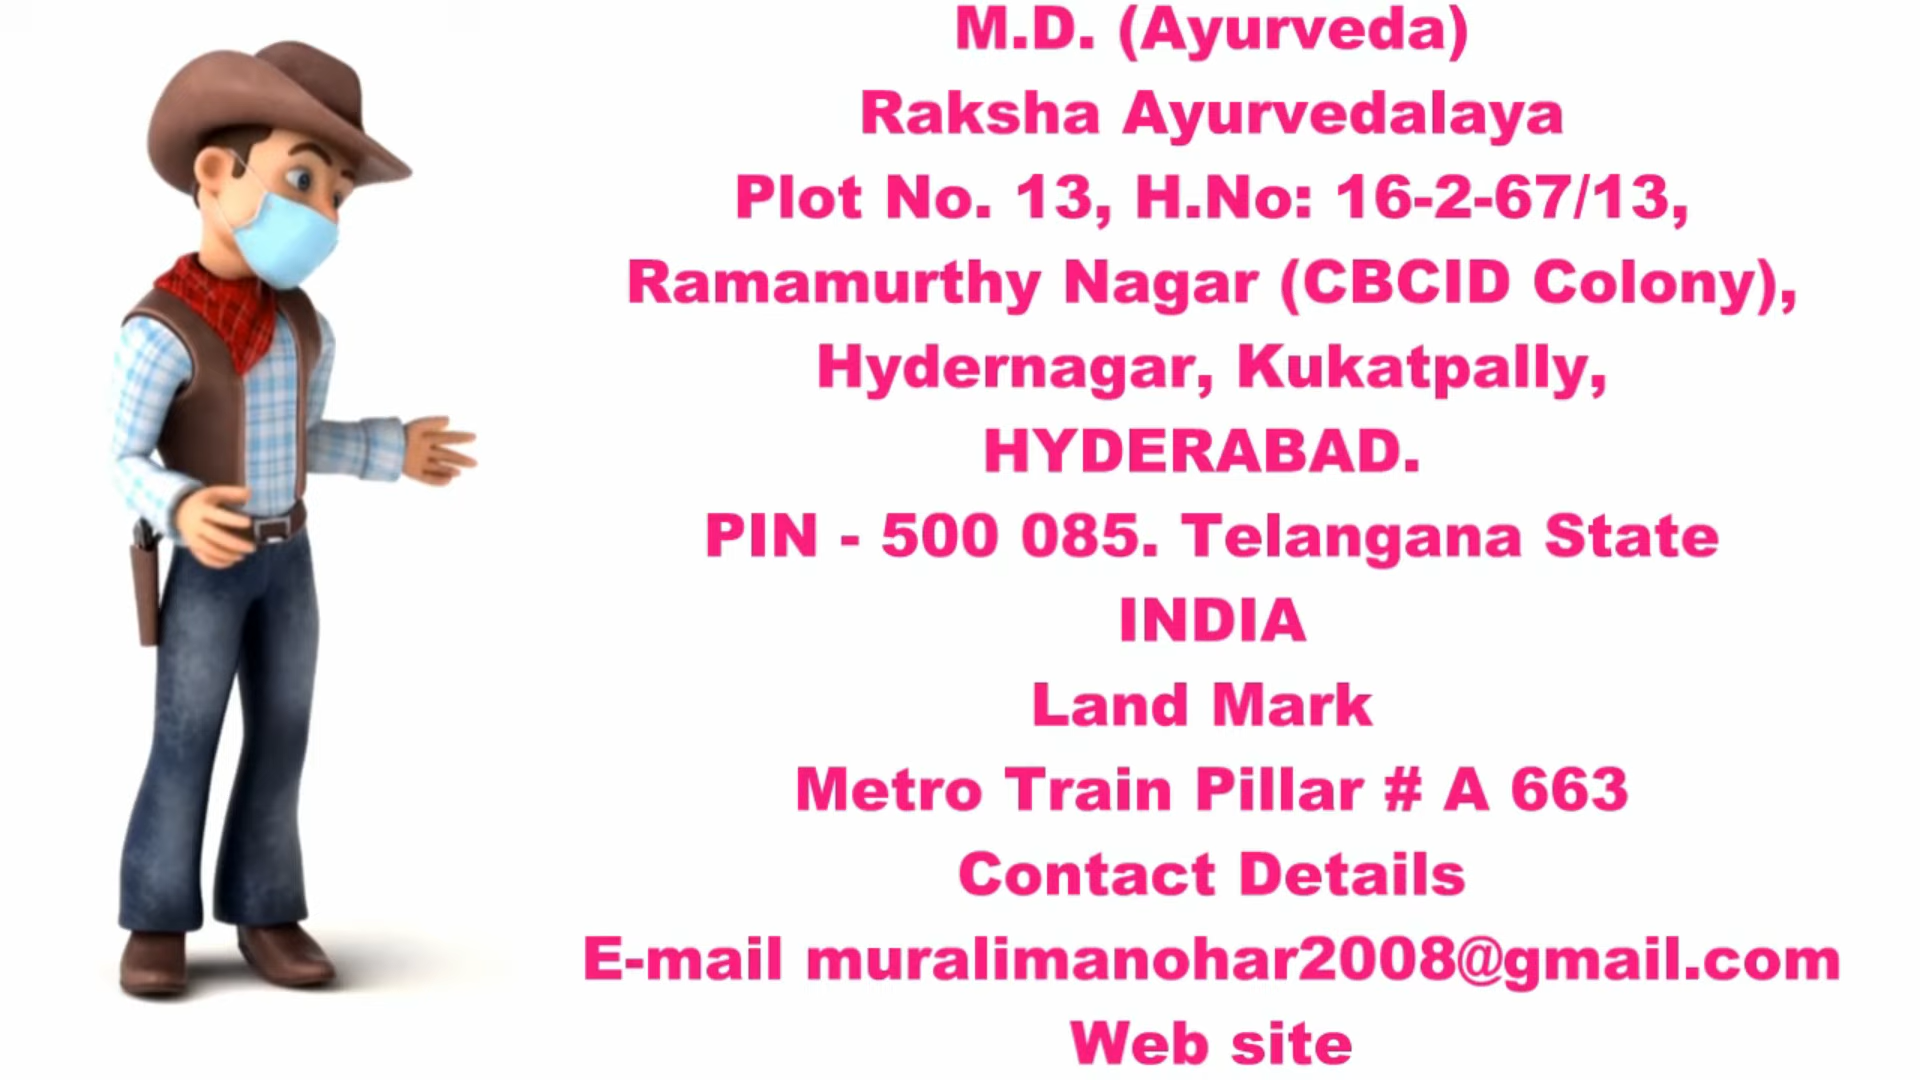 M.D. (Ayurveda)
Raksha Ayurvedalaya
Plot No. 13, H.No: 16-2-67/13,
Ramamurthy Nagar (CBCID Colony),
Hydernagar, Kukatpally,
HYDERABAD.
PIN - 500 085. Telangana State
INDIA
Land Mark
Metro Train Pillar # A 663
Contact Details
E-mail muralimanohar2008@gmail.com
Web site